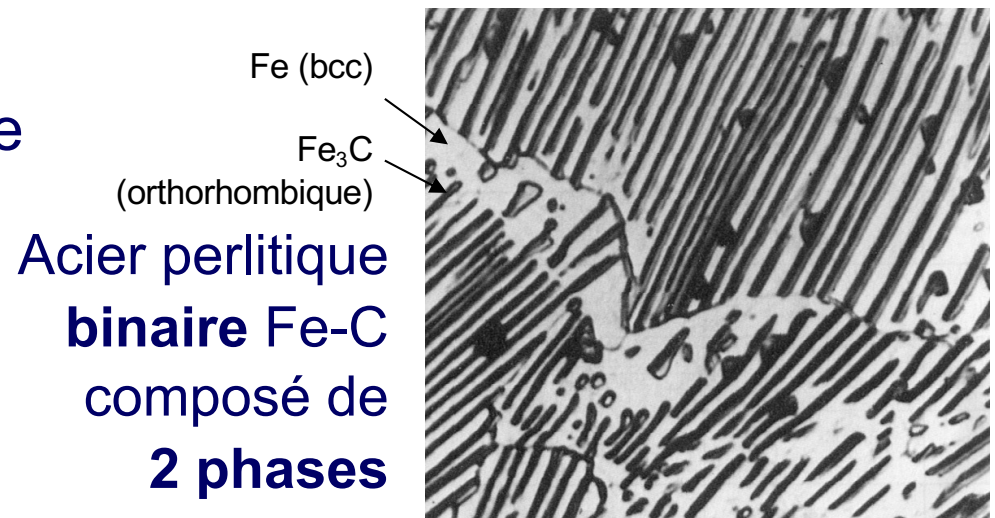 Fe (bcc)
e
Fe₃C
(orthorhombique)
Acier perlitique
binaire Fe-C
composé de
2 phases